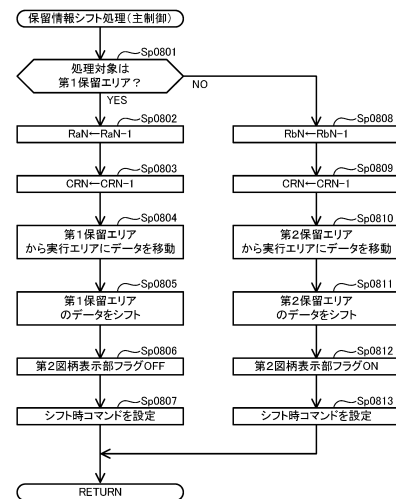 保留情報シフト処理(主制御)
Sp0801
処理対象は
第1保留エリア?
NO
YES
Sp0802
RaN←RaN-1
Sp0803
CRN←CRN-1
Sp0804
第1保留エリア
から実行エリアにデータを移動
Sp0805
第1保留エリア
のデータをシフト
Sp0806
第2図柄表示部フラグOFF
Sp0807
シフト時コマンドを設定
Sp0808
RbN←RbN-1
Sp0809
CRN←CRN-1
Sp0810
第2保留エリア
から実行エリアにデータを移動
Sp0811
第2保留エリア
のデータをシフト
Sp0812
第2図柄表示部フラグON
Sp0813
シフト時コマンドを設定
RETURN